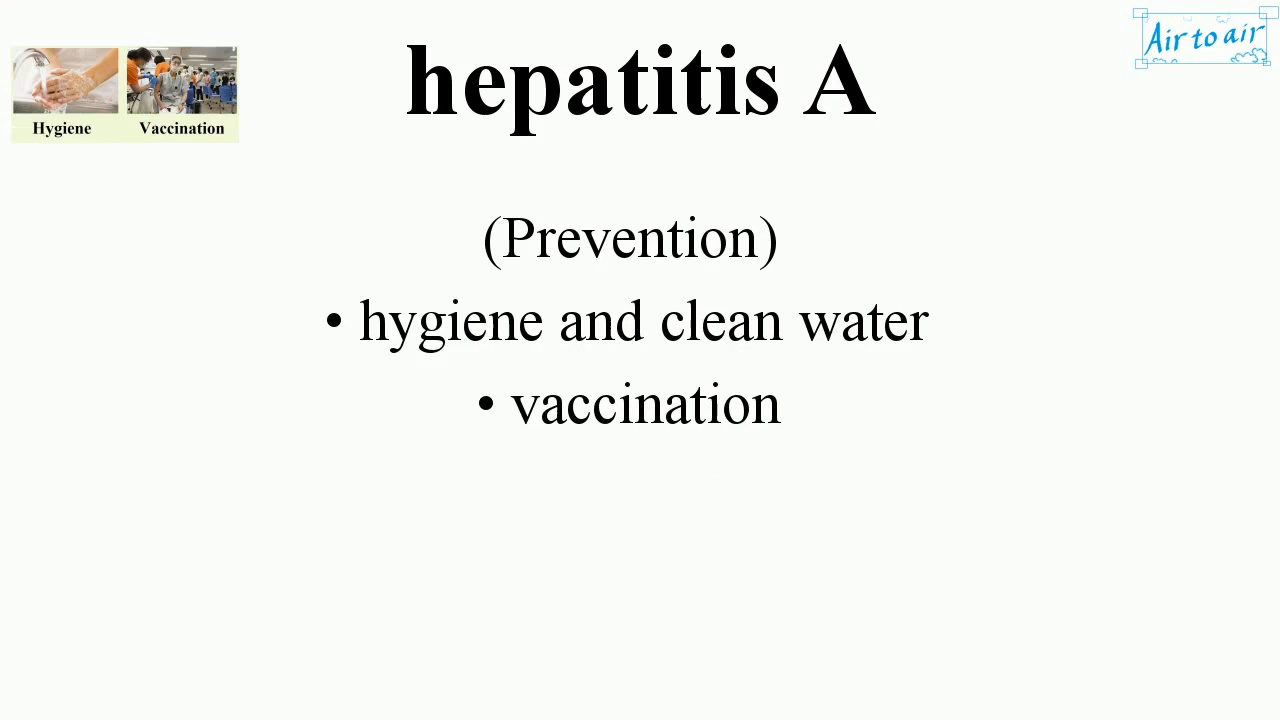 hepatitis A
Air to air
Hygiene
Vaccination
(Prevention)
• hygiene and clean water
• vaccination